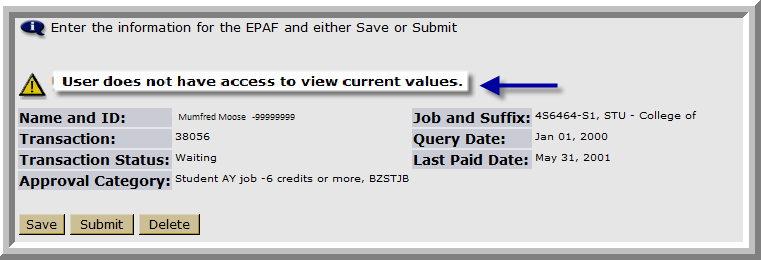 Enter the information for the EPAF and either Save or Submit
User does not have access to view current values.
Name and ID: Mumfred Moose -99999999 Job and Suffix: 4S6464-S1, STU - College of
Transaction: 38056 Query Date: Jan 01, 2000
Transaction Status: Waiting Last Paid Date: May 31, 2001
Approval Category: Student AY job -6 credits or more, BZSTJB
Save Submit Delete